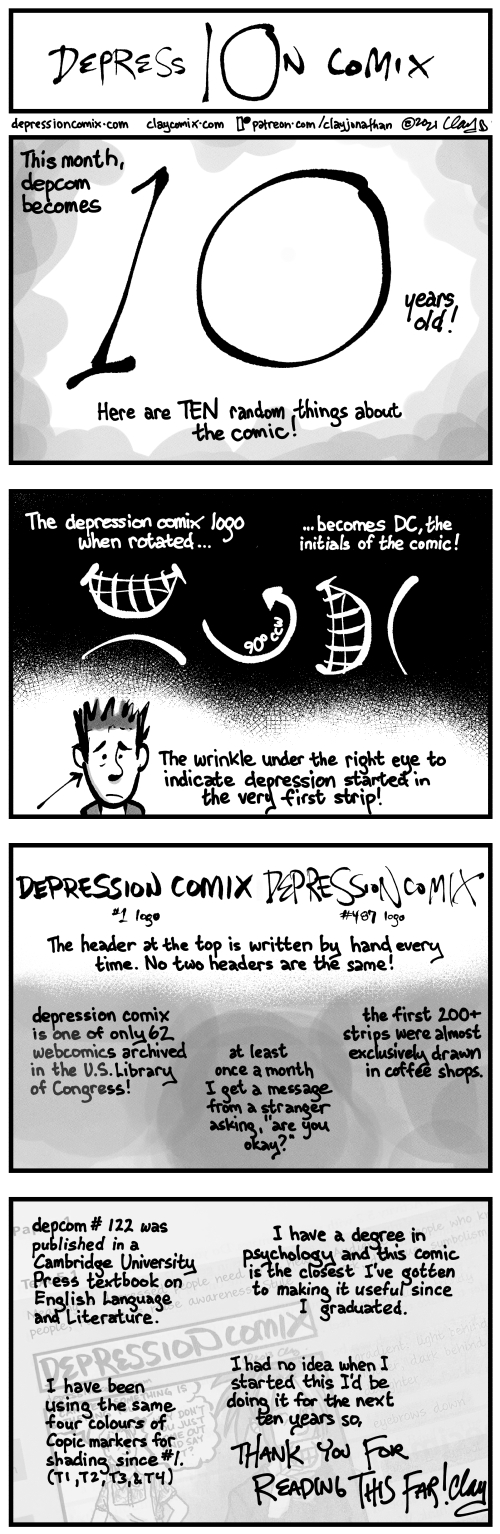 DEPRESS10N COMIX
depressioncomix.com claycomix.com patreon.com/clayjonathan ©2021 Clay
This month,
depcom
becomes
10
years
old!
Here are TEN random things about
the comic!
The depression comix logo
when rotated...
...becomes DC, the
initials of the comic!
90° CCW
The wrinkle under the right eye to
indicate depression started in
the very first strip!
DEPRESSION COMIX
#1 logo
DEPRESSION COMIX
#487 logo
The header at the top is written by hand every
time. No two headers are the same!
depression comix
is one of only 62
webcomics archived
in the U.S. Library
of Congress!
at least
once a month
I get a message
from a stranger
asking, "are you
okay?"
the first 200+
strips were almost
exclusively drawn
in coffee shops.
depcom # 122 was
published in a
Cambridge University
Press textbook on
English Language
and Literature.
I have a degree in
psychology and this comic
is the closest I've gotten
to making it useful since
I graduated.
DEPRESSION COMIX
I have been
using the same
four colours of
Copic markers for
shading since #1.
(T1, T2, T3, & T4)
I had no idea when I
started this I'd be
doing it for the next
ten years so,
THANK YOU FOR
READING THIS FAR! Clay